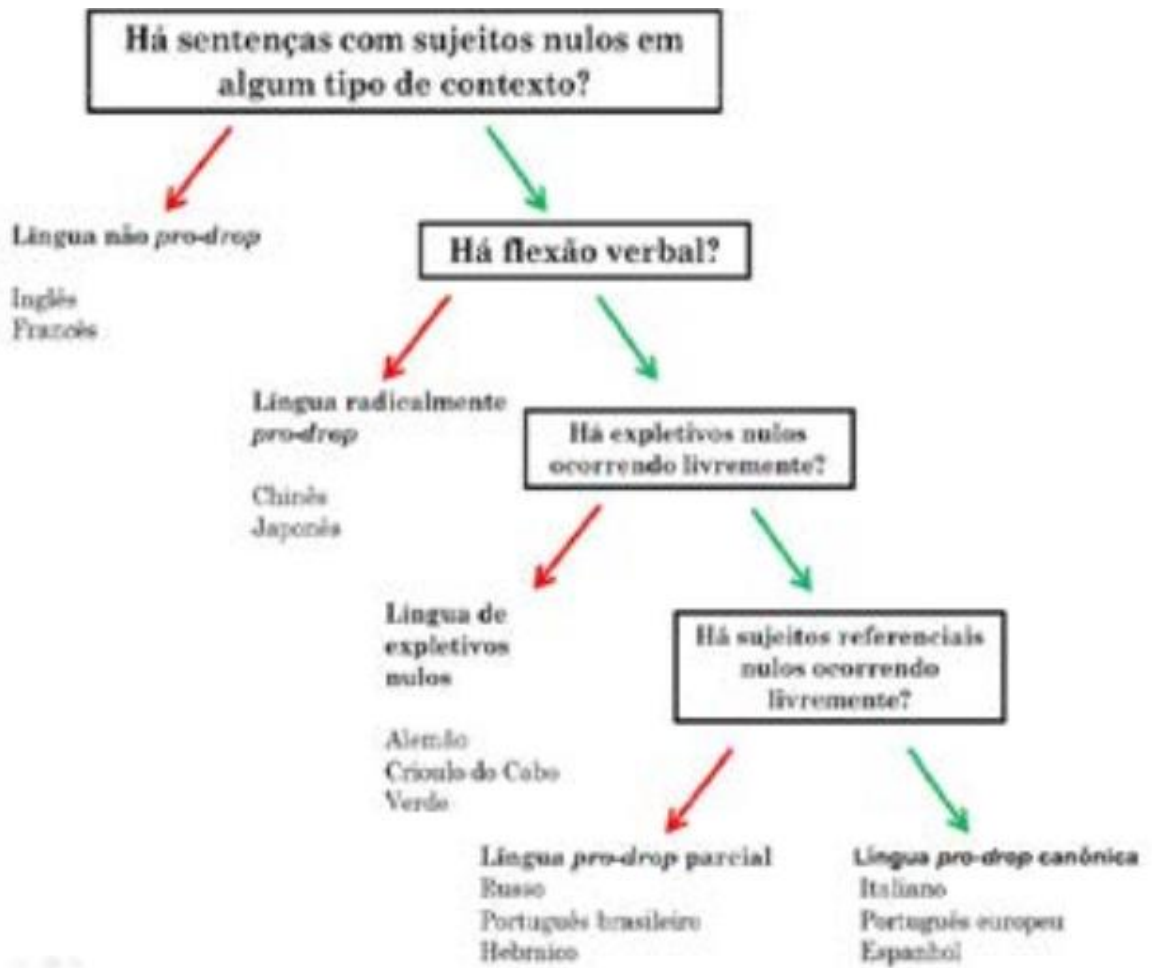 Há sentenças com sujeitos nulos em
algum tipo de contexto?
Língua não pro-drop
Inglês
Francês
Há flexão verbal?
Língua radicalmente
pro-drop
Chinês
Japonês
Há expletivos nulos
ocorrendo livremente?
Língua de
expletivos
nulos
Alemão
Crioulo do Cabo
Verde
Há sujeitos referenciais
nulos ocorrendo
livremente?
Língua pro-drop parcial
Russo
Português brasileiro
Hebraico
Língua pro-drop canônica
Italiano
Português europeu
Espanhol